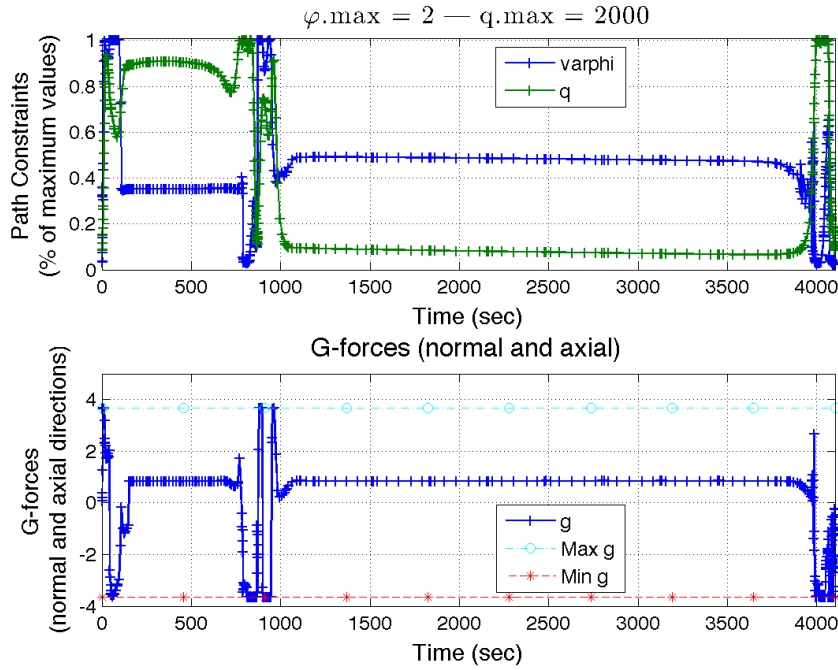 φ.max = 2 — q.max = 2000
1
0.8
0.6
0.4
0.2
0
Path Constraints
(% of maximum values)
varphi
q
0 500 1000 1500 2000 2500 3000 3500 4000
Time (sec)
G-forces (normal and axial)
4
2
0
-2
-4
G-forces
(normal and axial directions)
g
Max g
Min g
0 500 1000 1500 2000 2500 3000 3500 4000
Time (sec)